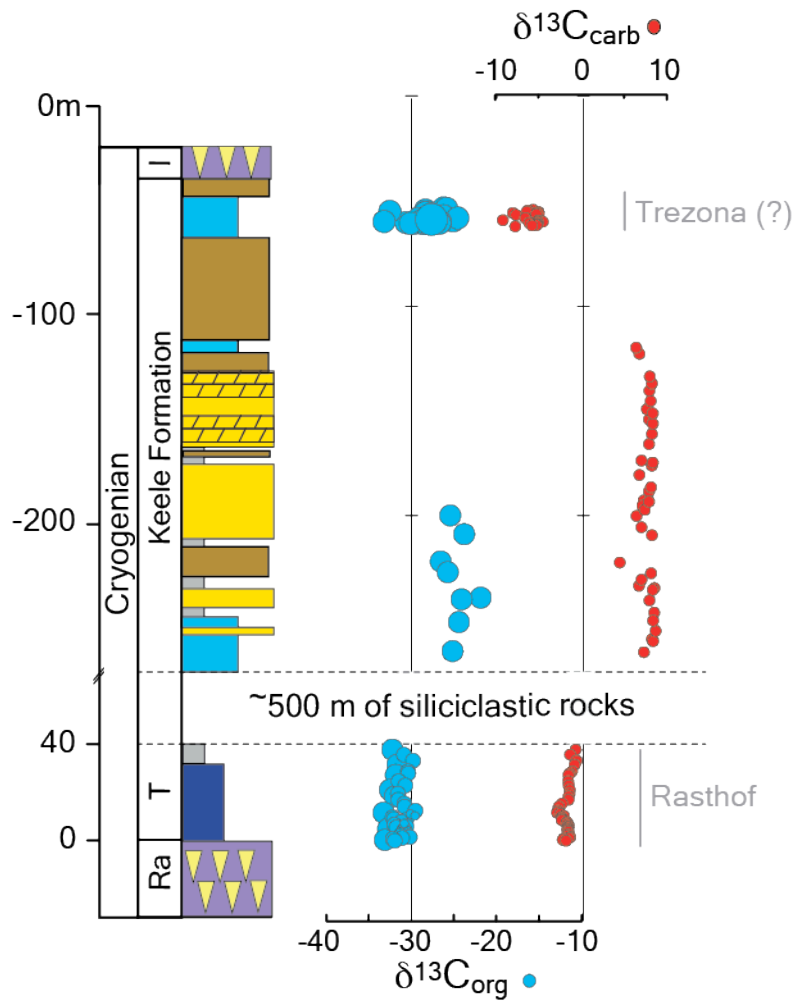 δ13Ccarb
-10 0 10
0m
I
Trezona (?)
-100
Keele Formation
Cryogenian
-200
~500 m of siliciclastic rocks
40
T
Rasthof
0
Ra
-40 -30 -20 -10
δ13Corg